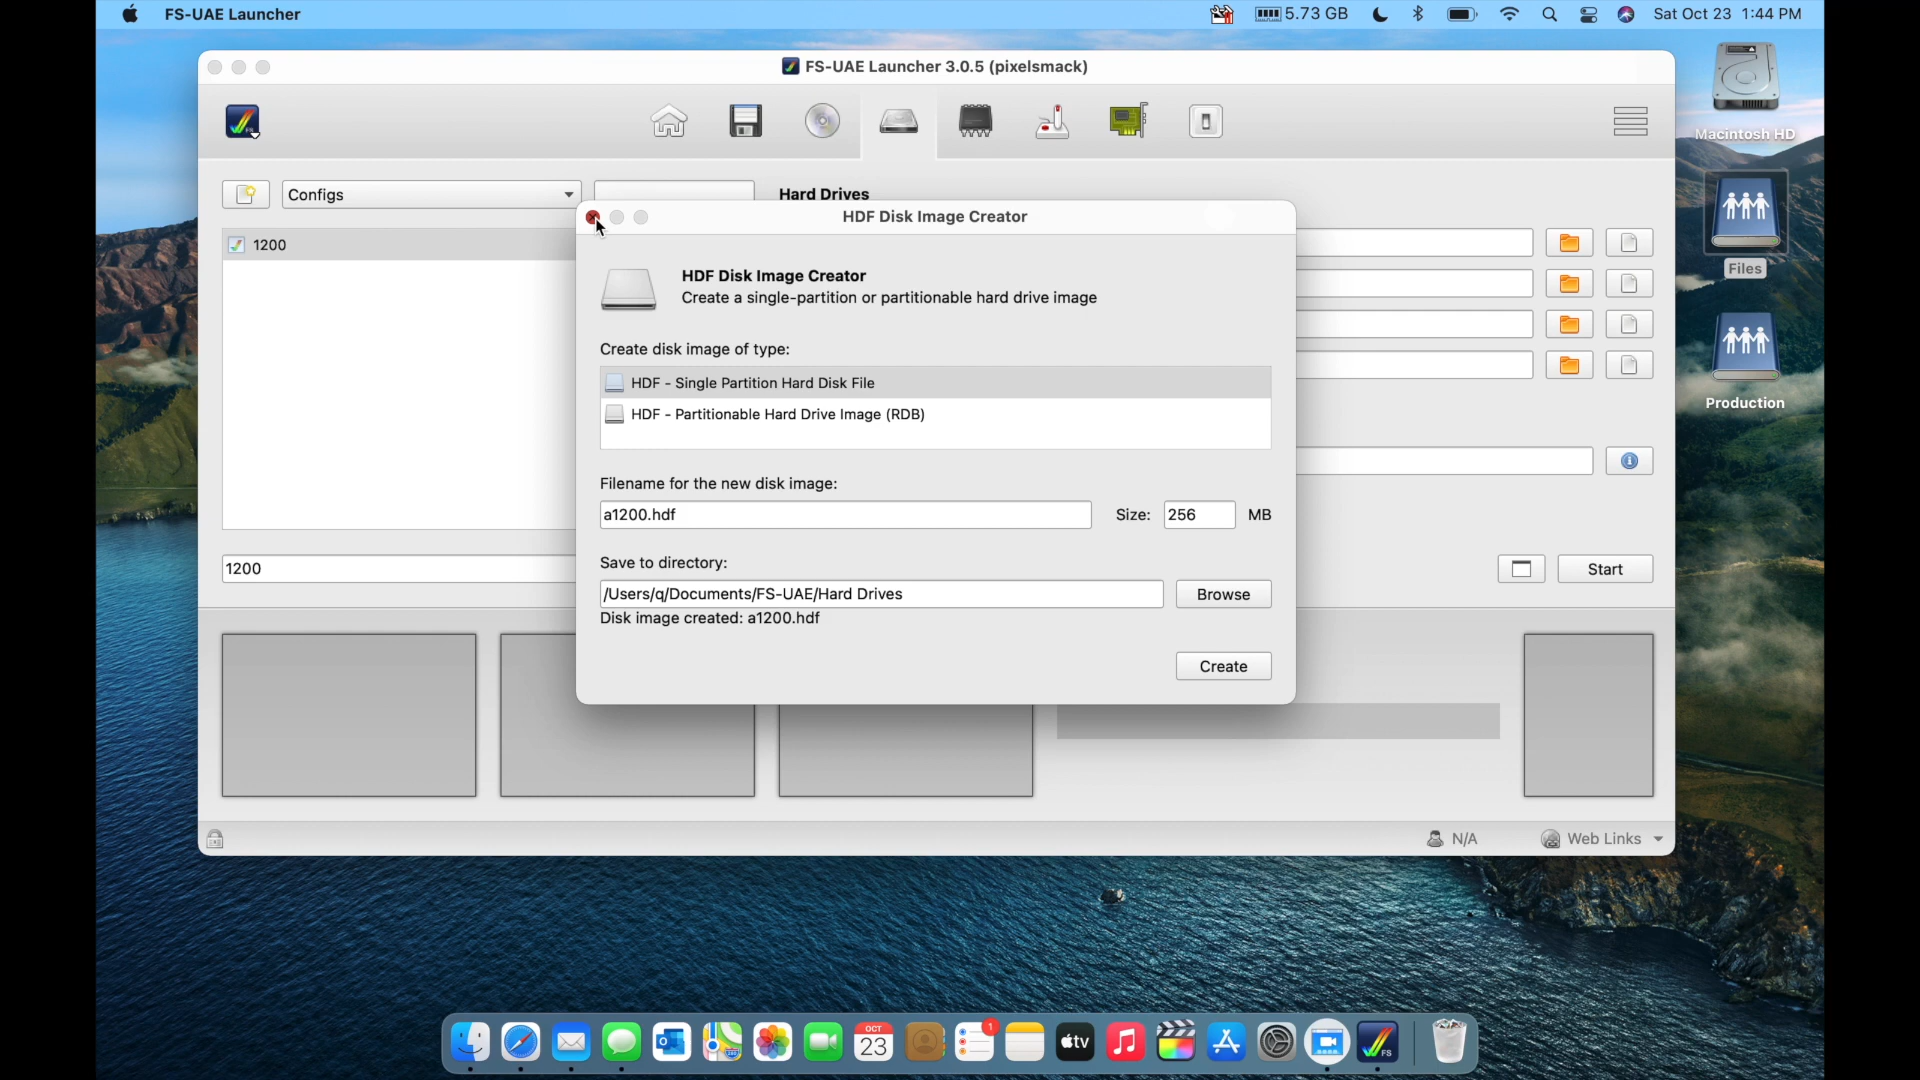 FS-UAE Launcher
5.73 GB
Sat Oct 23 1:44 PM
FS-UAE Launcher 3.0.5 (pixelsmack)
Macintosh HD
Configs
Hard Drives
HDF Disk Image Creator
1200
Files
HDF Disk Image Creator
Create a single-partition or partitionable hard drive image
Create disk image of type:
HDF - Single Partition Hard Disk File
HDF - Partitionable Hard Drive Image (RDB)
Production
Filename for the new disk image:
a1200.hdf
Size: 256 MB
Save to directory:
1200
Start
/Users/q/Documents/FS-UAE/Hard Drives
Browse
Disk image created: a1200.hdf
Create
N/A
Web Links
OCT
23
1
tv
FS